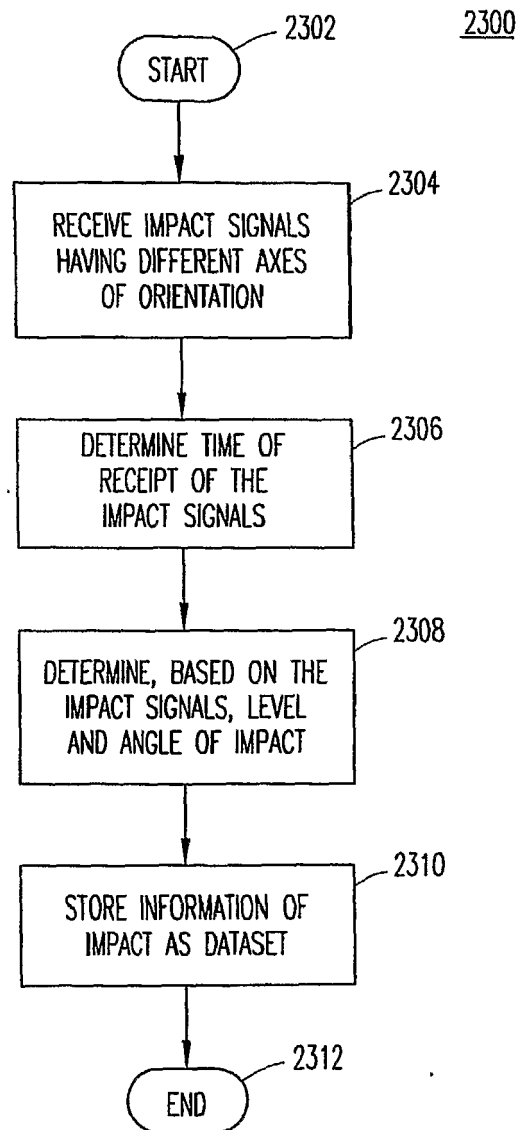 2300
2302
START
2304
RECEIVE IMPACT SIGNALS
HAVING DIFFERENT AXES
OF ORIENTATION
2306
DETERMINE TIME OF
RECEIPT OF THE
IMPACT SIGNALS
2308
DETERMINE, BASED ON THE
IMPACT SIGNALS, LEVEL
AND ANGLE OF IMPACT
2310
STORE INFORMATION OF
IMPACT AS DATASET
2312
END